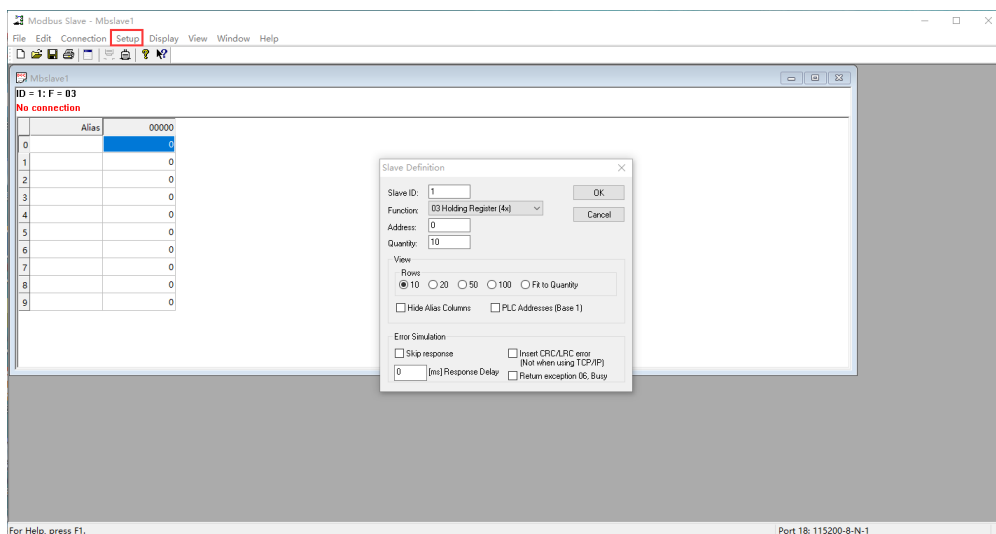 Modbus Slave - Mbslave1
File Edit Connection Setup Display View Window Help
Mbslave1
ID = 1: F = 03
No connection
Alias 00000
0 0
1 0
2 0
3 0
4 0
5 0
6 0
7 0
8 0
9 0
Slave Definition
Slave ID: 1 OK
Function: 03 Holding Register (4x) Cancel
Address: 0
Quantity: 10
View
Rows
10 20 50 100 Fit to Quantity
Hide Alias Columns PLC Addresses (Base 1)
Error Simulation
Skip response Insert CRC/LRC error
(Not when using TCP/IP)
0 [ms] Response Delay Return exception 06, Busy
For Help, press F1. Port 18: 115200-8-N-1